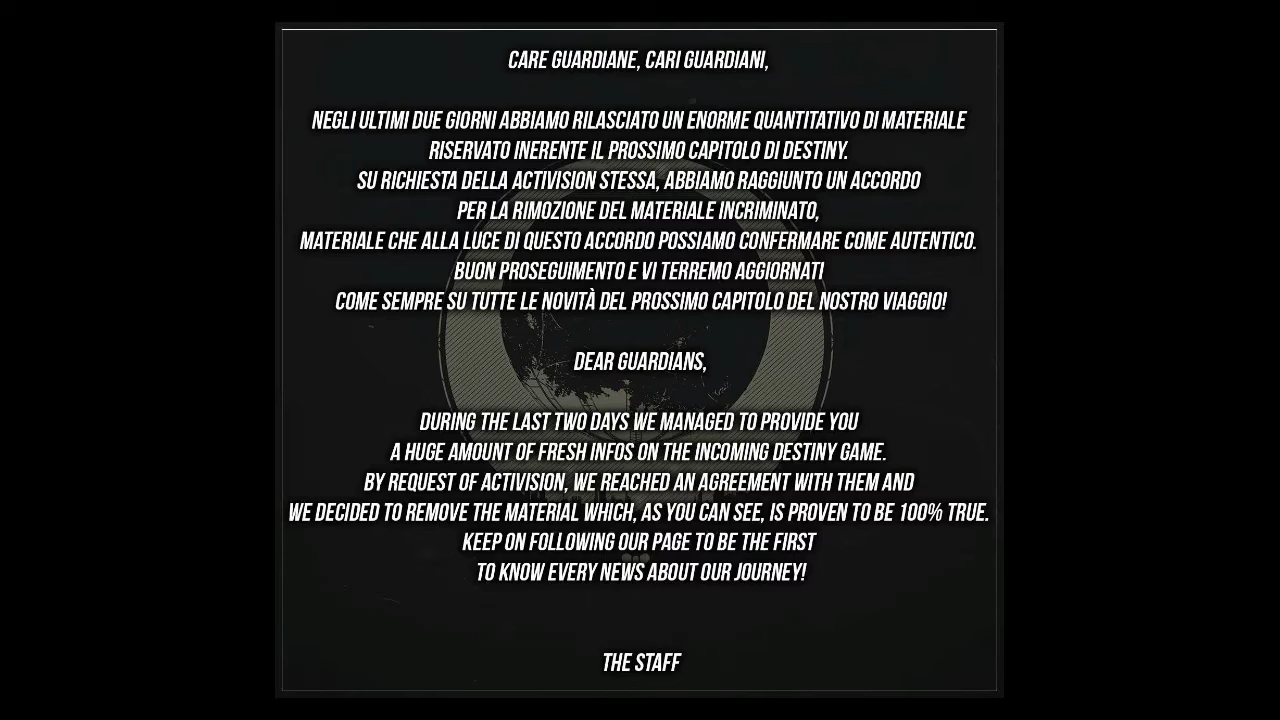 CARE GUARDIANE, CARI GUARDIANI,
NEGLI ULTIMI DUE GIORNI ABBIAMO RILASCIATO UN ENORME QUANTITATIVO DI MATERIALE
RISERVATO INERENTE IL PROSSIMO CAPITOLO DI DESTINY.
SU RICHIESTA DELLA ACTIVISION STESSA, ABBIAMO RAGGIUNTO UN ACCORDO
PER LA RIMOZIONE DEL MATERIALE INCRIMINATO,
MATERIALE CHE ALLA LUCE DI QUESTO ACCORDO POSSIAMO CONFERMARE COME AUTENTICO.
BUON PROSEGUIMENTO E VI TERREMO AGGIORNATI
COME SEMPRE SU TUTTE LE NOVITÀ DEL PROSSIMO CAPITOLO DEL NOSTRO VIAGGIO!
DEAR GUARDIANS,
DURING THE LAST TWO DAYS WE MANAGED TO PROVIDE YOU
A HUGE AMOUNT OF FRESH INFOS ON THE INCOMING DESTINY GAME.
BY REQUEST OF ACTIVISION, WE REACHED AN AGREEMENT WITH THEM AND
WE DECIDED TO REMOVE THE MATERIAL WHICH, AS YOU CAN SEE, IS PROVEN TO BE 100% TRUE.
KEEP ON FOLLOWING OUR PAGE TO BE THE FIRST
TO KNOW EVERY NEWS ABOUT OUR JOURNEY!
THE STAFF